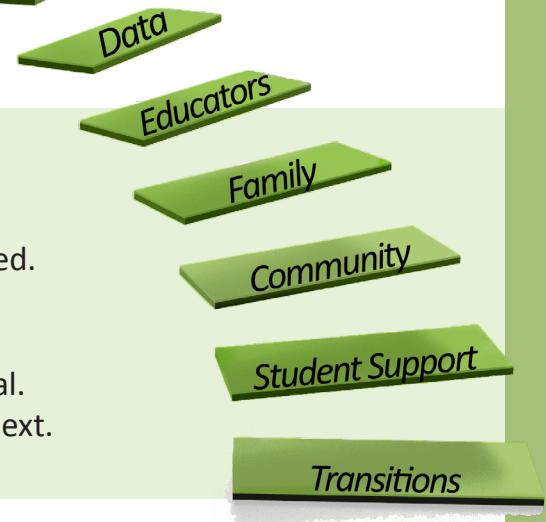 Data
Educators
Family
ed.
Community
al.
Student Support
ext.
Transitions